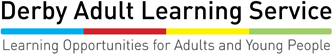 Derby Adult Learning Service
Learning Opportunities for Adults and Young People